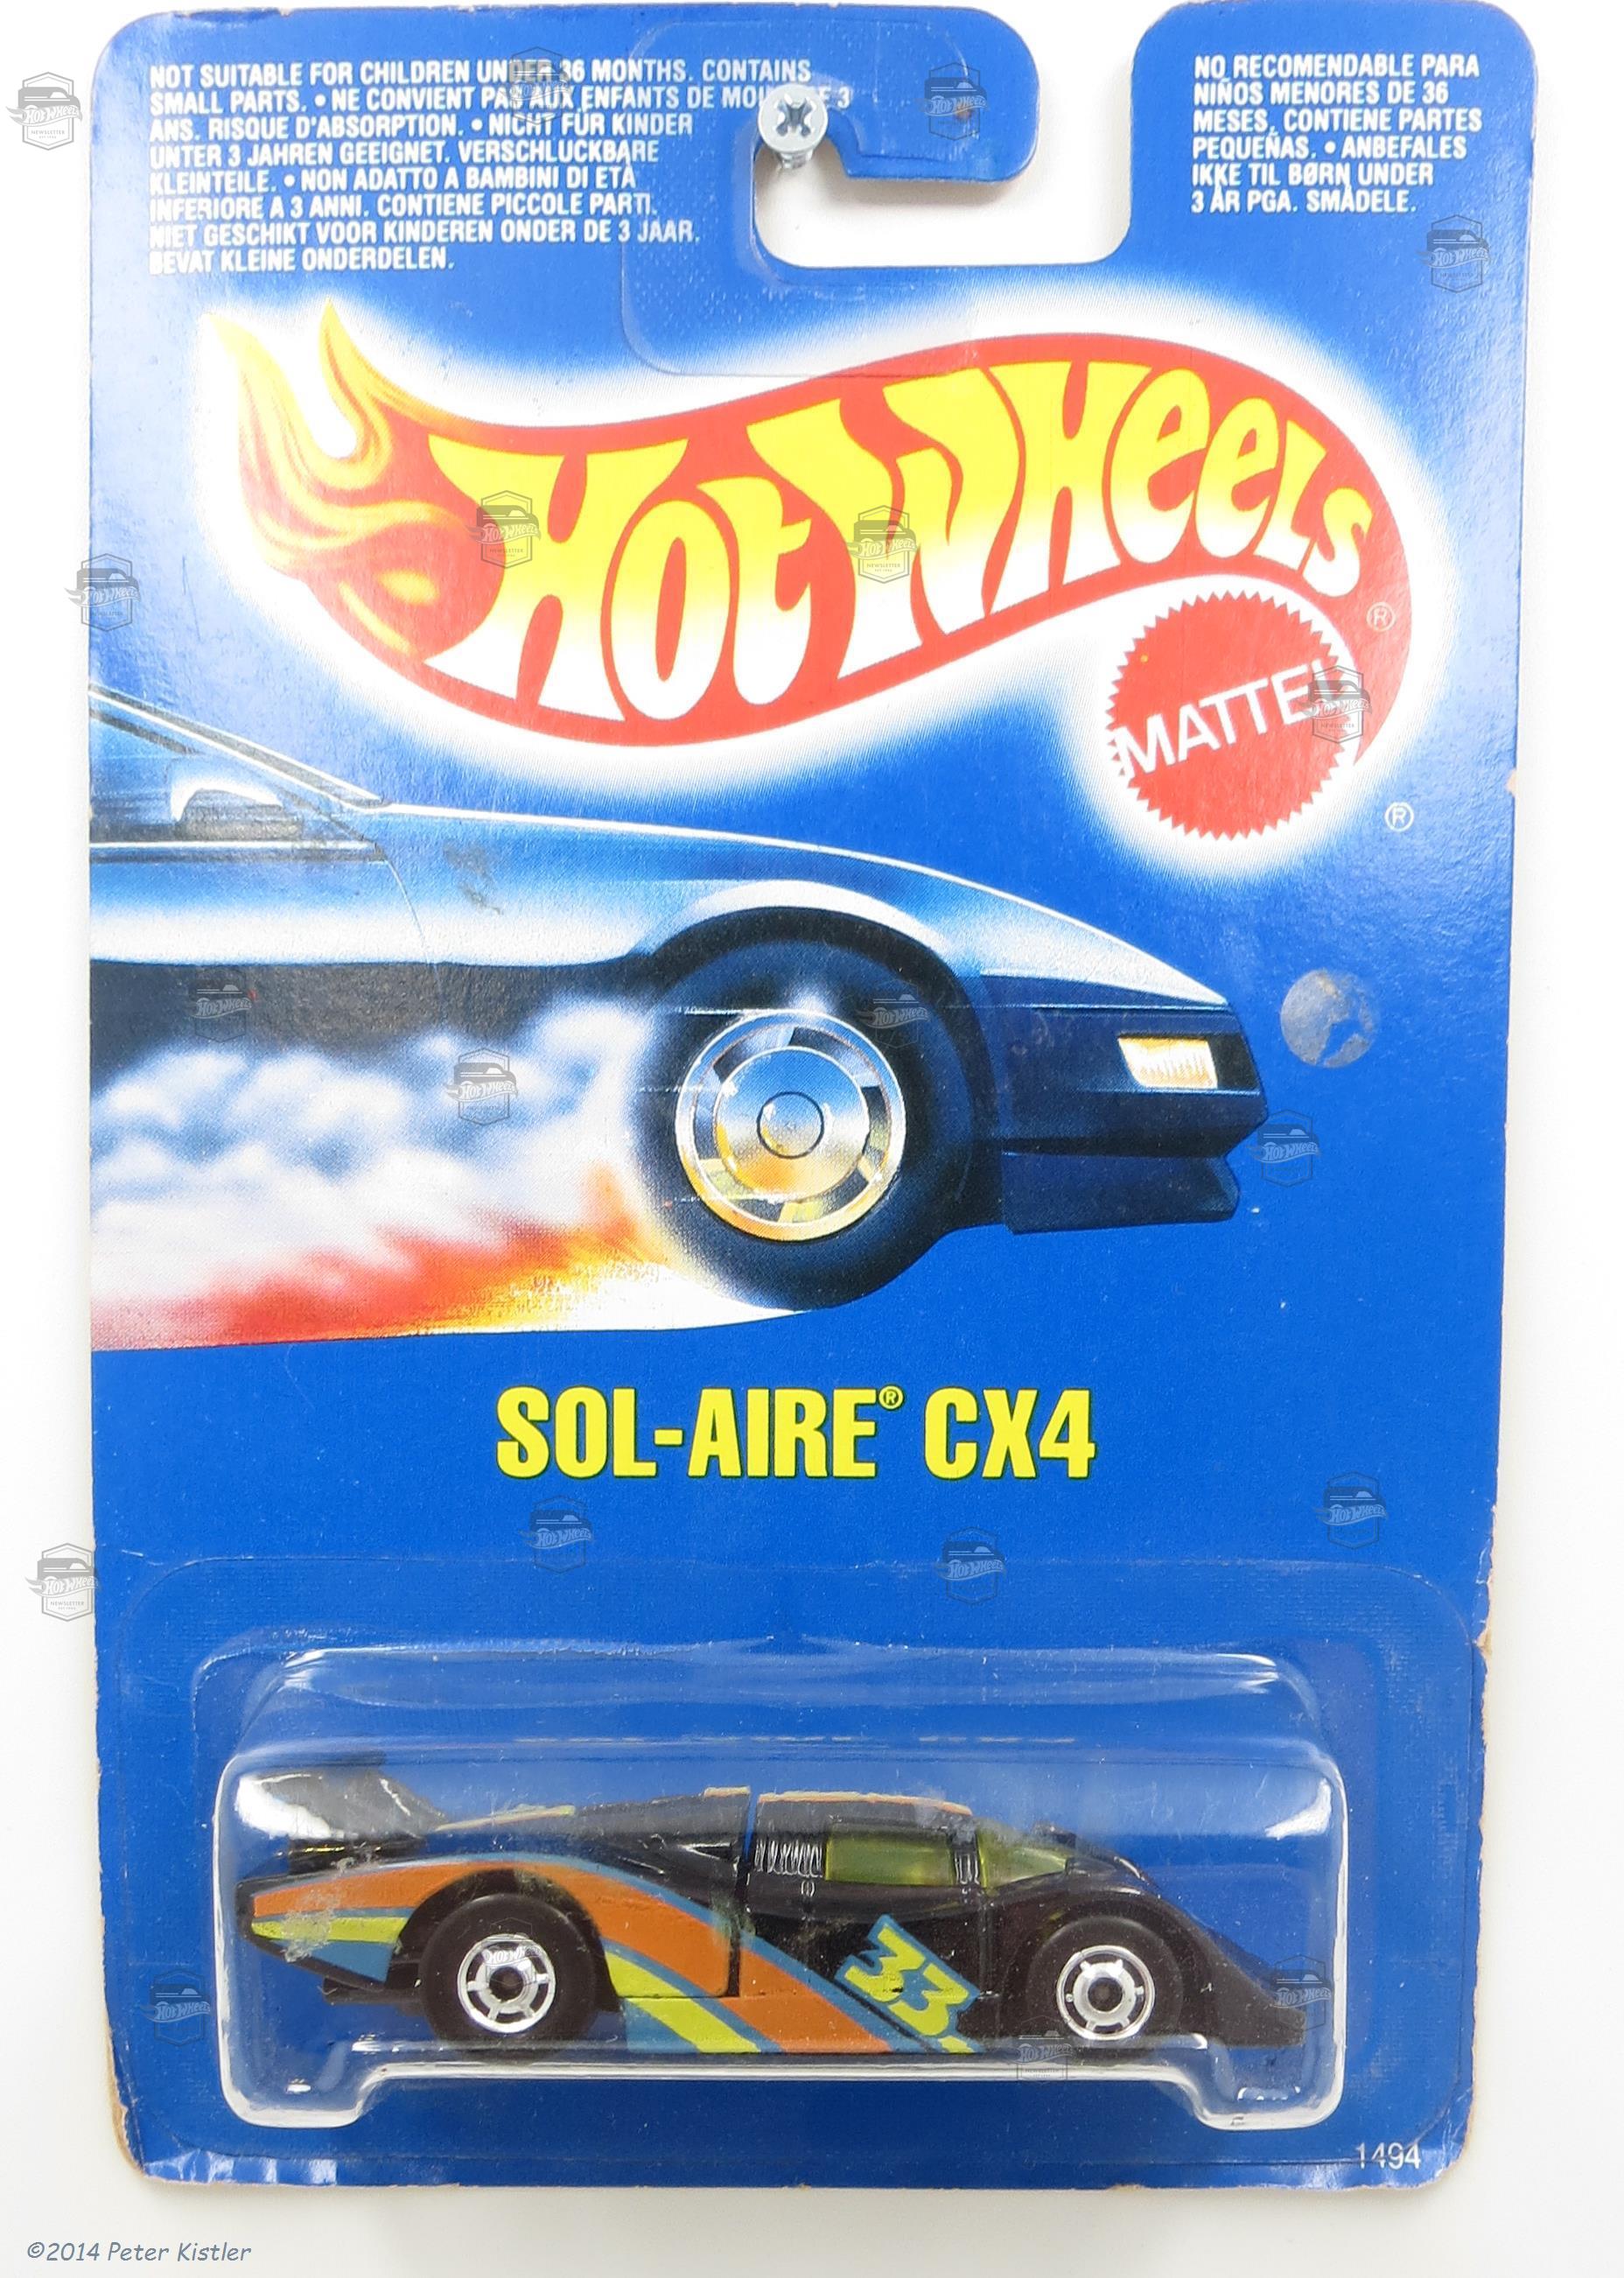 NOT SUITABLE FOR CHILDREN UNDER 36 MONTHS. CONTAINS
SMALL PARTS. • NE CONVIENT PAS AUX ENFANTS DE MOINS DE 3
ANS. RISQUE D'ABSORPTION. • NICHT FÜR KINDER
UNTER 3 JAHREN GEEIGNET. VERSCHLUCKBARE
KLEINTEILE. • NON ADATTO A BAMBINI DI ETÀ
INFERIORE A 3 ANNI. CONTIENE PICCOLE PARTI.
NIET GESCHIKT VOOR KINDEREN ONDER DE 3 JAAR.
BEVAT KLEINE ONDERDELEN.
NO RECOMENDABLE PARA
NIÑOS MENORES DE 36
MESES, CONTIENE PARTES
PEQUEÑAS. • ANBEFALES
IKKE TIL BØRN UNDER
3 ÅR PGA. SMÅDELE.
Hot Wheels ®
MATTEL ®
SOL-AIRE® CX4
33
1494
©2014 Peter Kistler